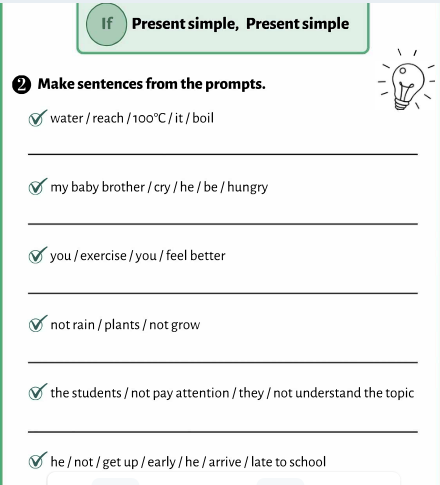 If Present simple, Present simple
2 Make sentences from the prompts.
water / reach / 100°C / it / boil
my baby brother / cry / he / be / hungry
you / exercise / you / feel better
not rain / plants / not grow
the students / not pay attention / they / not understand the topic
he / not / get up / early / he / arrive / late to school